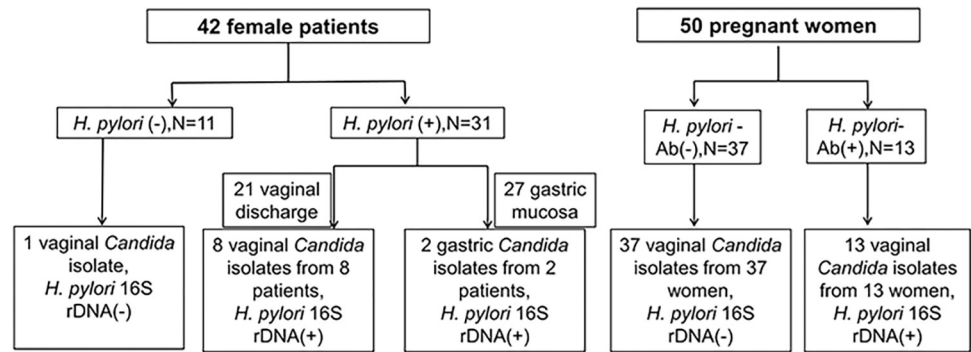 42 female patients
50 pregnant women
H. pylori (-),N=11
H. pylori (+),N=31
H. pylori -
Ab(-),N=37
H. pylori-
Ab(+),N=13
21 vaginal
discharge
27 gastric
mucosa
1 vaginal Candida
isolate,
H. pylori 16S
rDNA(-)
8 vaginal Candida
isolates from 8
patients,
H. pylori 16S
rDNA(+)
2 gastric Candida
isolates from 2
patients,
H. pylori 16S
rDNA(+)
37 vaginal Candida
isolates from 37
women,
H. pylori 16S
rDNA(-)
13 vaginal
Candida isolates
from 13 women,
H. pylori 16S
rDNA(+)